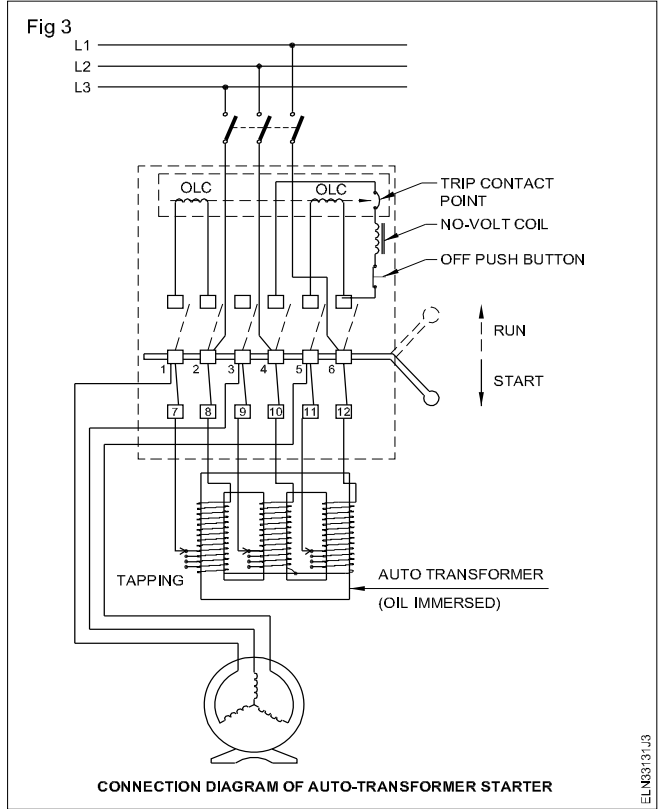 Fig 3
L1
L2
L3
OLC
OLC
TRIP CONTACT
POINT
NO-VOLT COIL
OFF PUSH BUTTON
RUN
START
1
2
3
4
5
6
7
8
9
10
11
12
TAPPING
AUTO TRANSFORMER
(OIL IMMERSED)
CONNECTION DIAGRAM OF AUTO-TRANSFORMER STARTER
ELN33131J3